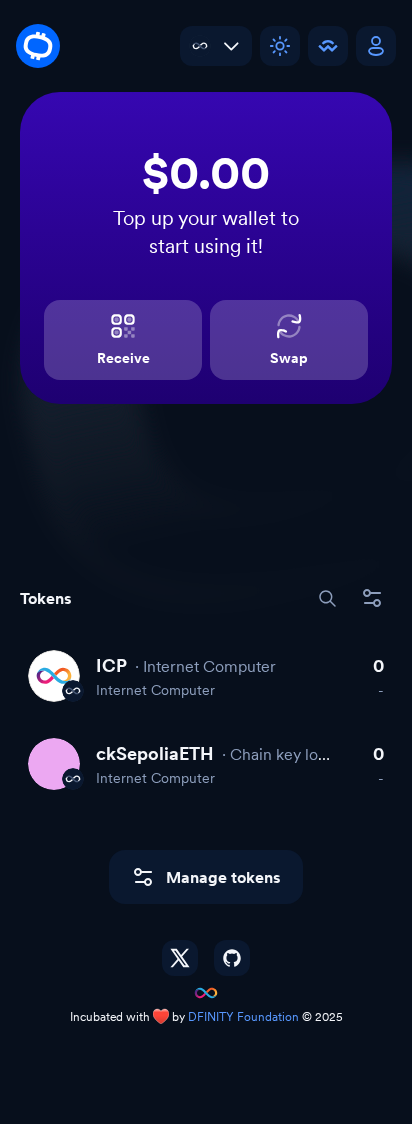 $0.00
Top up your wallet to
start using it!
Receive
Swap
Tokens
ICP · Internet Computer 0
Internet Computer -
ckSepoliaETH · Chain key lo... 0
Internet Computer -
Manage tokens
Incubated with ❤️ by DFINITY Foundation © 2025